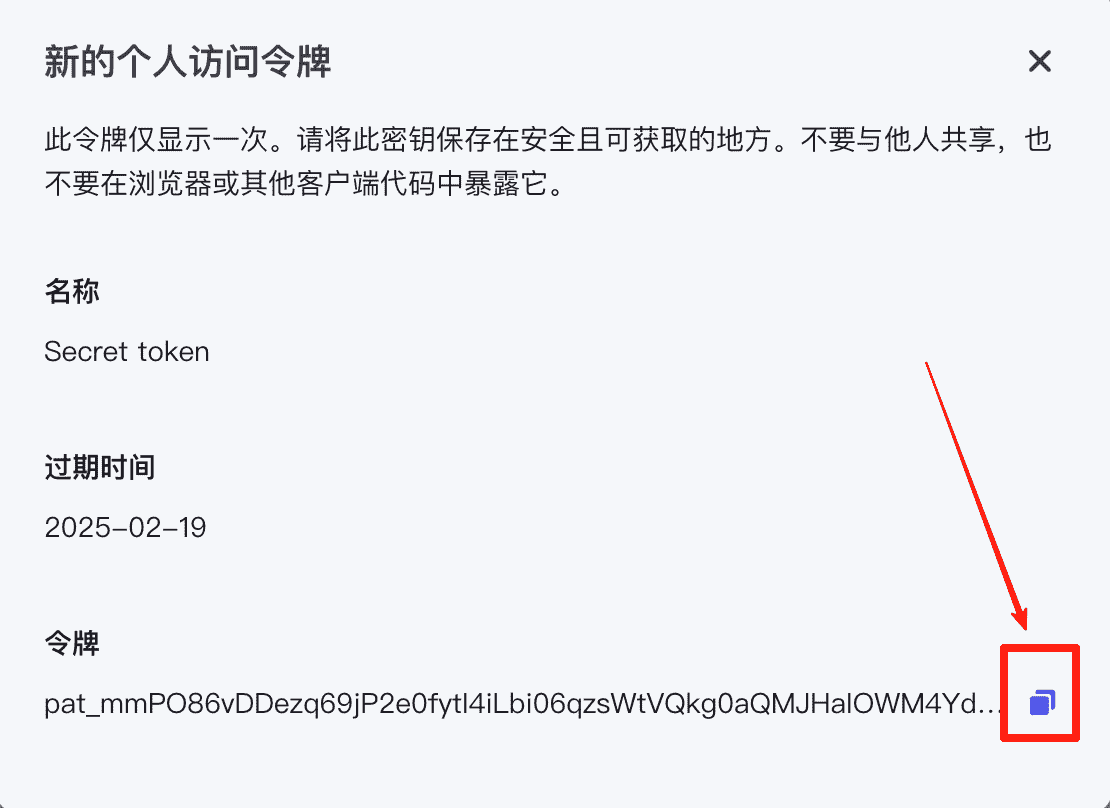 新的个人访问令牌
此令牌仅显示一次。请将此密钥保存在安全且可获取的地方。不要与他人共享，也
不要在浏览器或其他客户端代码中暴露它。
名称
Secret token
过期时间
2025-02-19
令牌
pat_mmPO86vDDezq69jP2e0fytI4iLbi06qzsWtVQkg0aQMJHalOWM4Yd...